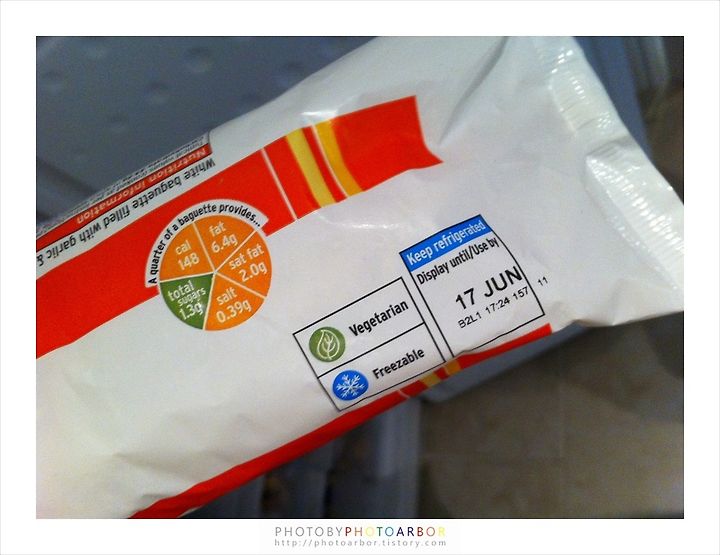 White baguette filled with garlic &
Nutrition information
A quarter of a baguette provides...
cal
148
fat
6.4g
sat fat
2.0g
salt
0.39g
total
sugars
1.3g
Vegetarian
Freezable
Keep refrigerated
Display until/Use by
17 JUN
B2L1 17:24 157 11
PHOTOBYPHOTOARBOR
http://photoarbor.tistory.com